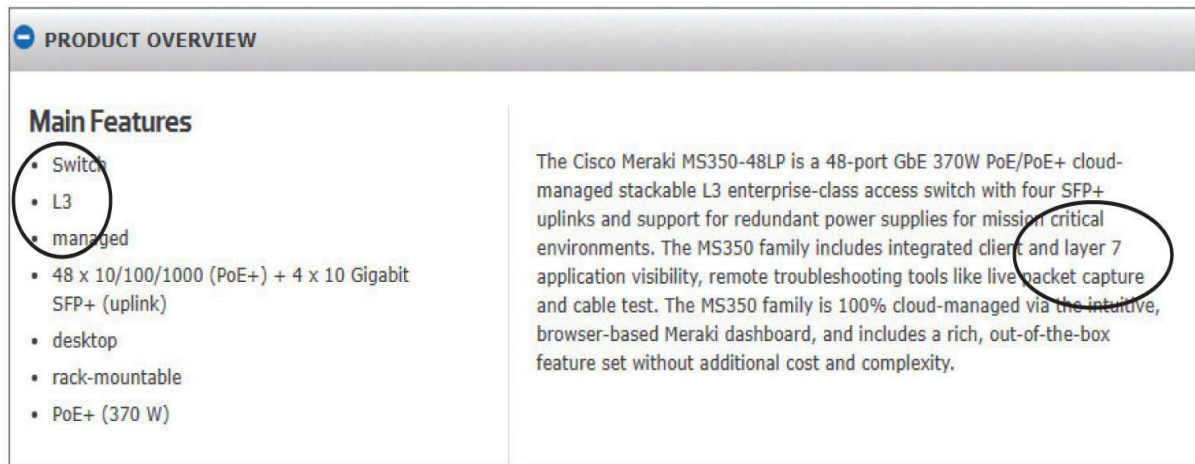 PRODUCT OVERVIEW
Main Features
• Switch
• L3
• managed
• 48 x 10/100/1000 (PoE+) + 4 x 10 Gigabit
SFP+ (uplink)
• desktop
• rack-mountable
• PoE+ (370 W)
The Cisco Meraki MS350-48LP is a 48-port GbE 370W PoE/PoE+ cloud-
managed stackable L3 enterprise-class access switch with four SFP+
uplinks and support for redundant power supplies for mission critical
environments. The MS350 family includes integrated client and layer 7
application visibility, remote troubleshooting tools like live packet capture
and cable test. The MS350 family is 100% cloud-managed via the intuitive,
browser-based Meraki dashboard, and includes a rich, out-of-the-box
feature set without additional cost and complexity.